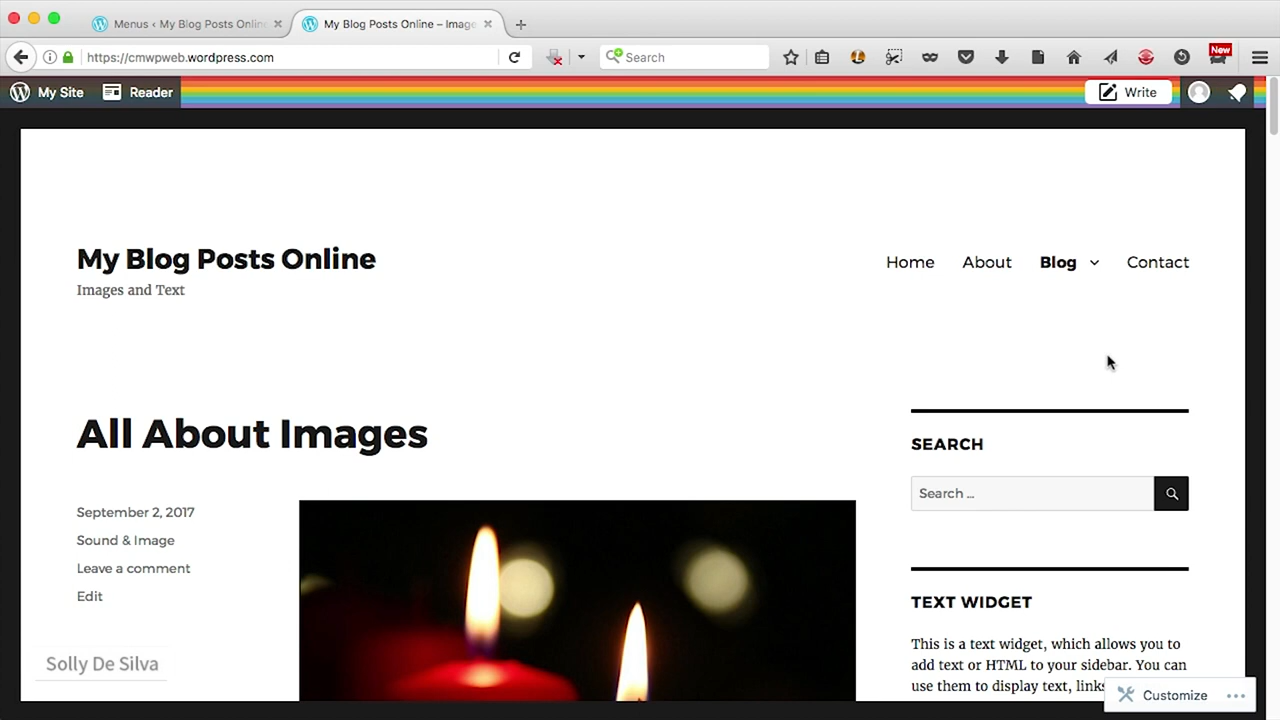 Menus ‹ My Blog Posts Onlin
My Blog Posts Online – Image
https://cmwpweb.wordpress.com
Search
New
My Site
Reader
Write
My Blog Posts Online
Images and Text
Home
About
Blog
Contact
All About Images
September 2, 2017
Sound & Image
Leave a comment
Edit
SEARCH
Search ...
TEXT WIDGET
This is a text widget, which allows you to
add text or HTML to your sidebar. You can
use them to display text, links
Solly De Silva
Customize